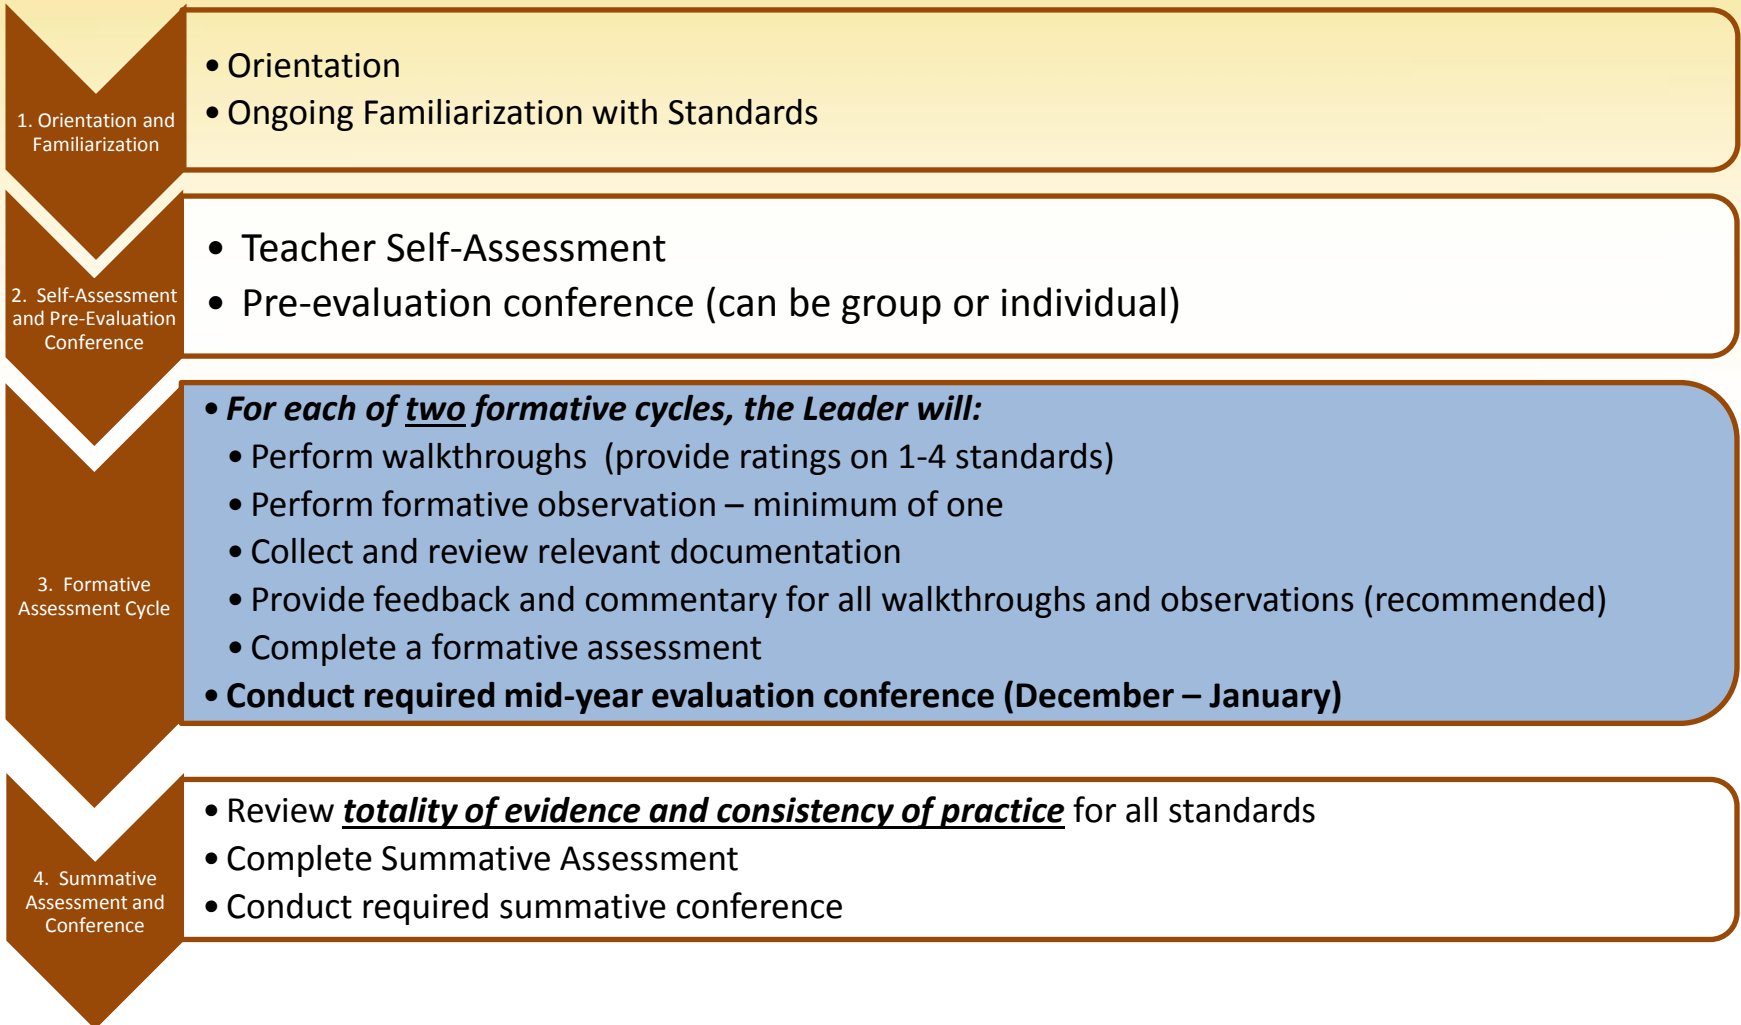 1. Orientation and
Familiarization
• Orientation
• Ongoing Familiarization with Standards
2.  Self-Assessment
and Pre-Evaluation
Conference
• Teacher Self-Assessment
• Pre-evaluation conference (can be group or individual)
3.  Formative
Assessment Cycle
• For each of two formative cycles, the Leader will:
• Perform walkthroughs  (provide ratings on 1-4 standards)
• Perform formative observation – minimum of one
• Collect and review relevant documentation
• Provide feedback and commentary for all walkthroughs and observations (recommended)
• Complete a formative assessment
• Conduct required mid-year evaluation conference (December – January)
4.  Summative
Assessment and
Conference
• Review totality of evidence and consistency of practice for all standards
• Complete Summative Assessment
• Conduct required summative conference